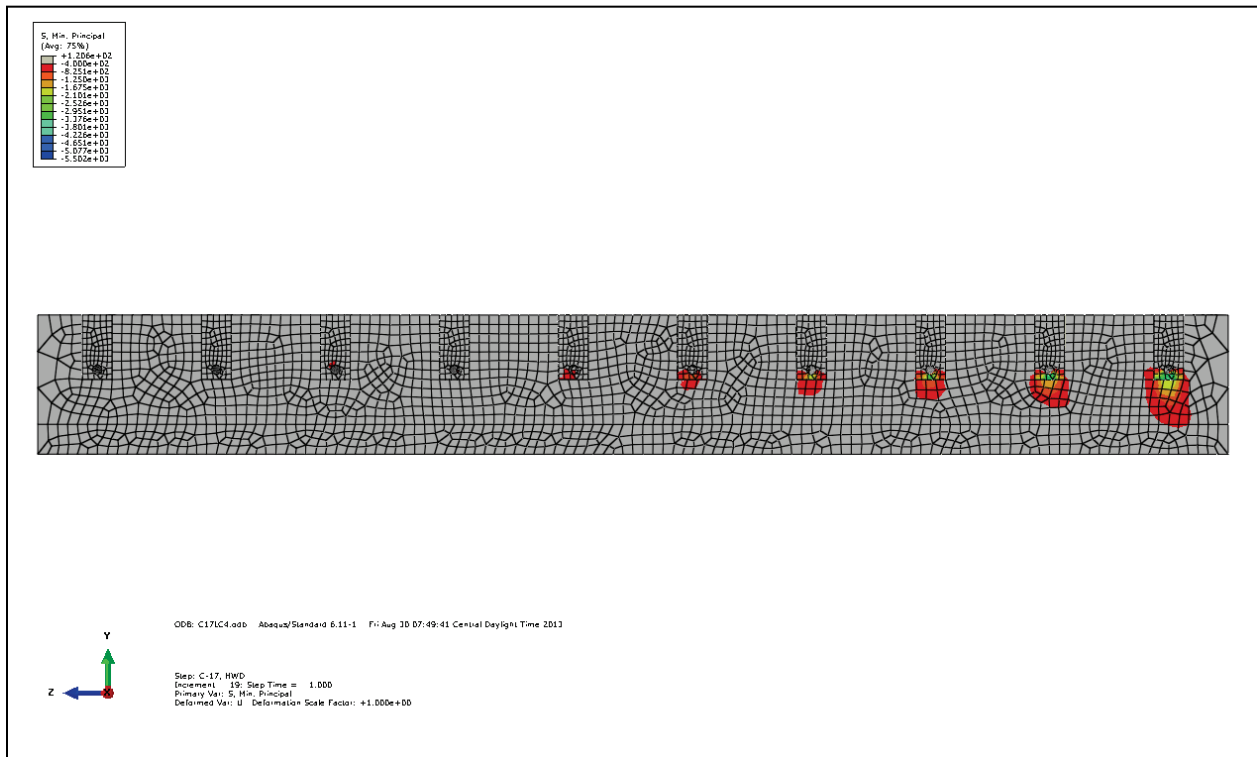 S, Min. Principal
(Avg: 75%)
+1.206e+02
-4.000e+02
-8.251e+02
-1.250e+03
-1.675e+03
-2.101e+03
-2.526e+03
-2.951e+03
-3.376e+03
-3.801e+03
-4.226e+03
-4.651e+03
-5.077e+03
-5.502e+03
ODB: C17LC4.odb Abaqus/Standard 6.11-1 Fri Aug 30 07:49:41 Central Daylight Time 2013
Y
Step: C-17, HWD
Z X
Increment 19: Step Time = 1.000
Primary Var: S, Min. Principal
Deformed Var: U Deformation Scale Factor: +1.000e+00